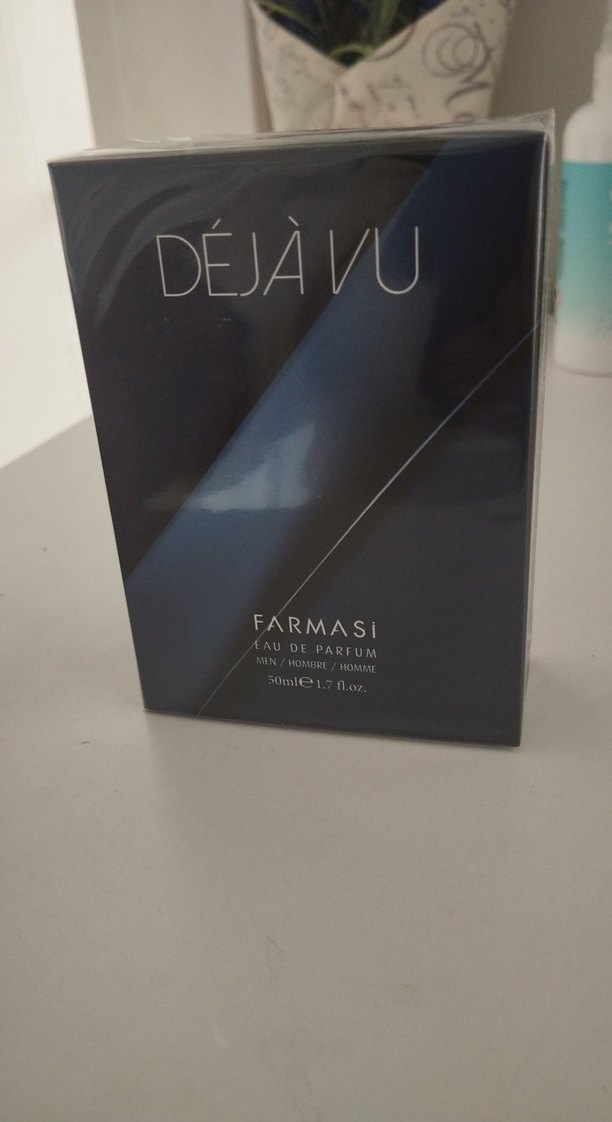 DÉJÀ VU
FARMASi
EAU DE PARFUM
MEN / HOMBRE / HOMME
50ml℮1.7 fl.oz.